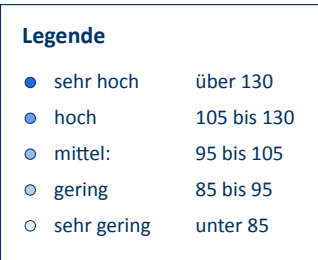 Legende
sehr hoch über 130
hoch 105 bis 130
mittel: 95 bis 105
gering 85 bis 95
sehr gering unter 85